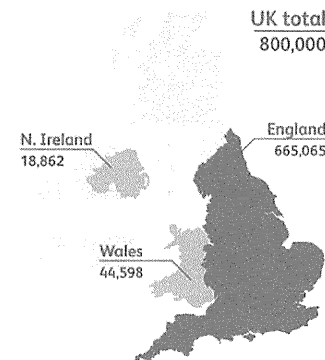 UK total
800,000
England
665,065
N. Ireland
18,862
Wales
44,598